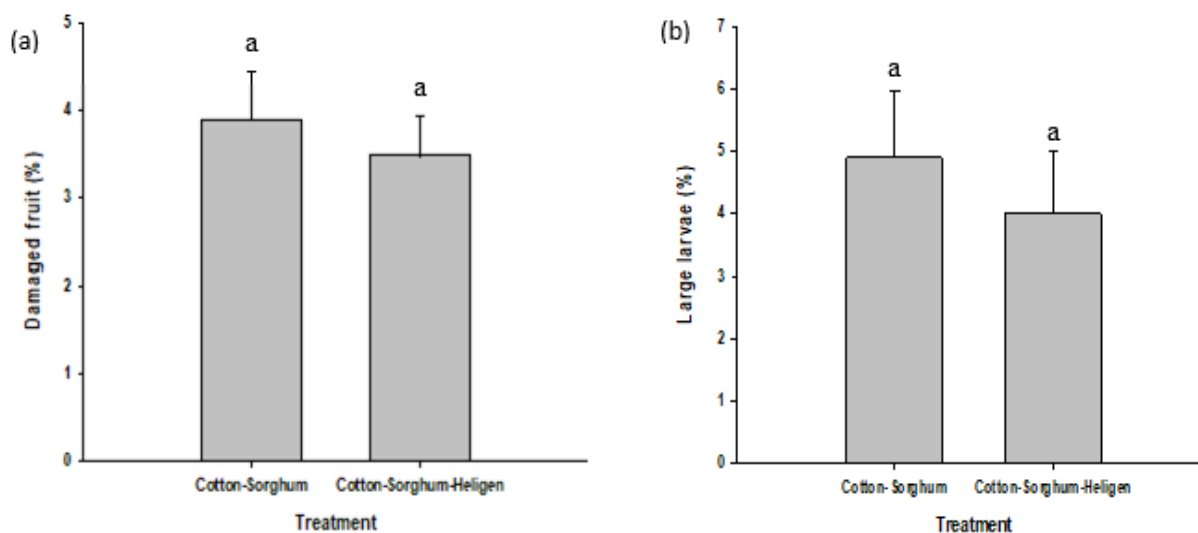 (a)
5
4
3
2
1
0
Damaged fruit (%)
a
a
Cotton-Sorghum
Cotton-Sorghum-Heligen
Treatment
(b)
7
6
5
4
3
2
1
0
Large larvae (%)
a
a
Cotton-Sorghum
Cotton-Sorghum-Heligen
Treatment